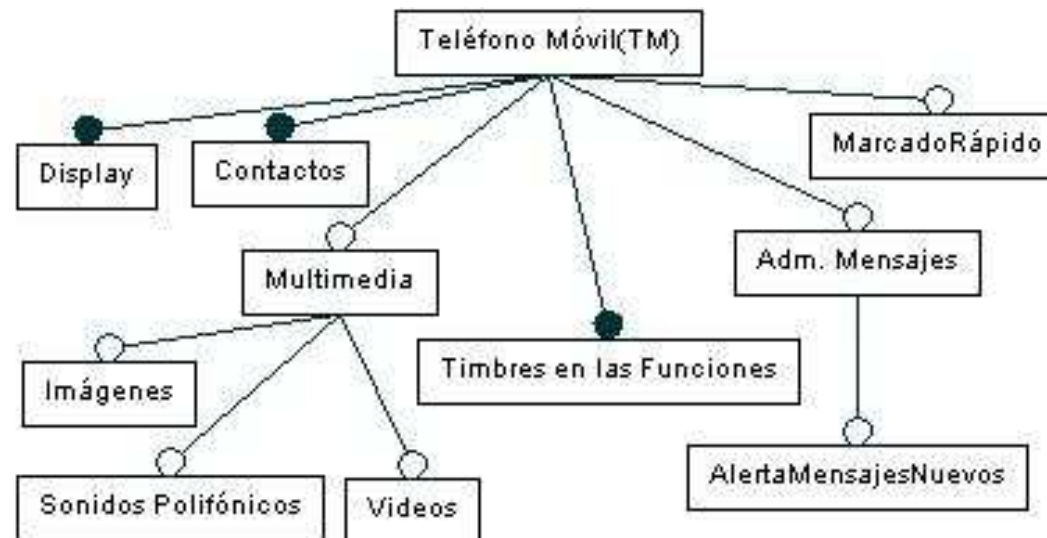 Teléfono Móvil(TM)
Display
Contactos
MarcadoRápido
Multimedia
Adm. Mensajes
Imágenes
Timbres en las Funciones
Sonidos Polifónicos
Videos
AlertaMensajesNuevos